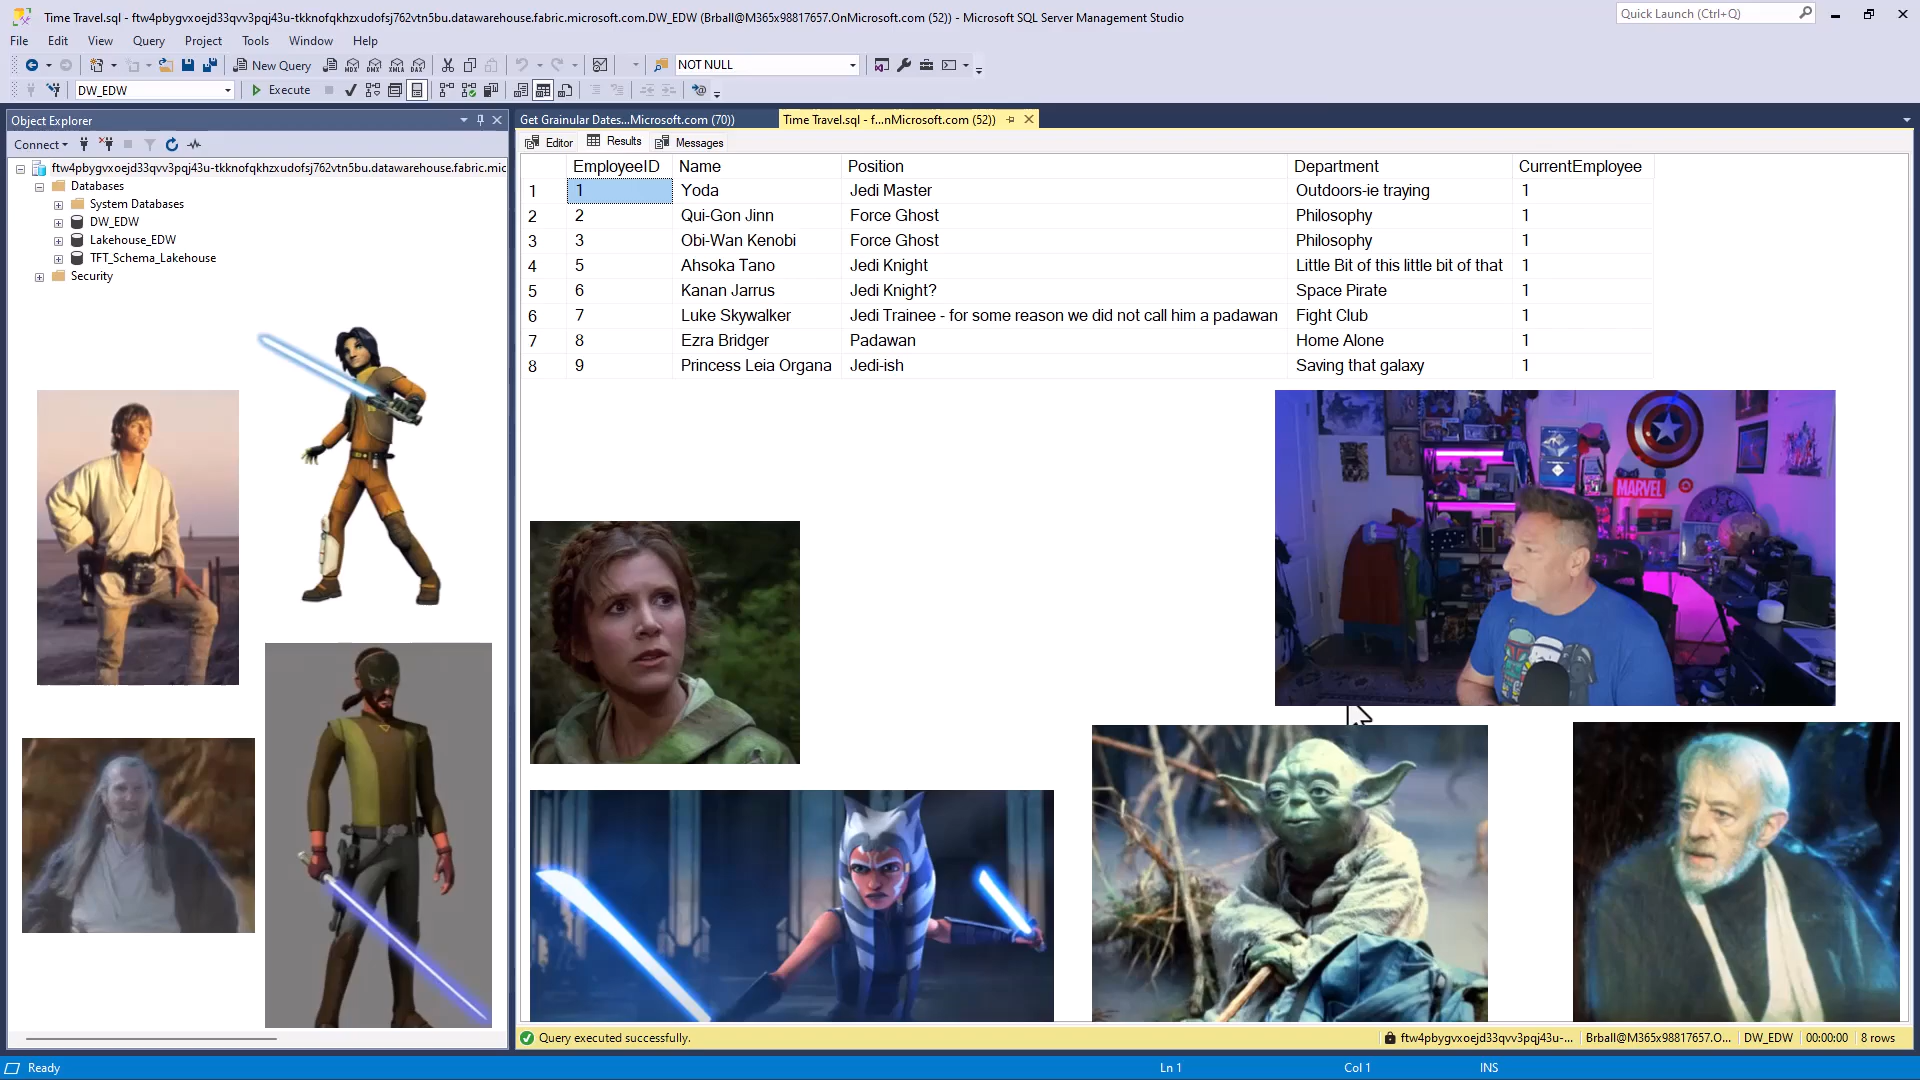 Time Travel.sql - ftw4pbygvxoejd33qvv3pqj43u-tkknofqkhzxudofsj762vtn5bu.datawarehouse.fabric.microsoft.com.DW_EDW (Brball@M365x98817657.OnMicrosoft.com (52)) - Microsoft SQL Server Management Studio
Quick Launch (Ctrl+Q)
File Edit View Query Project Tools Window Help
New Query MDX DMX XMLA DAX NOT NULL
DW_EDW Execute
Object Explorer
Get Grainular Dates...Microsoft.com (70))
Time Travel.sql - f...nMicrosoft.com (52))
Connect
Editor Results Messages
ftw4pbygvxoejd33qvv3pqj43u-tkknofqkhzxudofsj762vtn5bu.datawarehouse.fabric.mic
Databases
System Databases
DW_EDW
Lakehouse_EDW
TFT_Schema_Lakehouse
Security
EmployeeID Name Position Department CurrentEmployee
1 1 Yoda Jedi Master Outdoors-ie traying 1
2 2 Qui-Gon Jinn Force Ghost Philosophy 1
3 3 Obi-Wan Kenobi Force Ghost Philosophy 1
4 5 Ahsoka Tano Jedi Knight Little Bit of this little bit of that 1
5 6 Kanan Jarrus Jedi Knight? Space Pirate 1
6 7 Luke Skywalker Jedi Trainee - for some reason we did not call him a padawan Fight Club 1
7 8 Ezra Bridger Padawan Home Alone 1
8 9 Princess Leia Organa Jedi-ish Saving that galaxy 1
MARVEL
Query executed successfully.
ftw4pbygvxoejd33qvv3pqj43u-... Brball@M365x98817657.O... DW_EDW 00:00:00 8 rows
Ready Ln 1 Col 1 INS